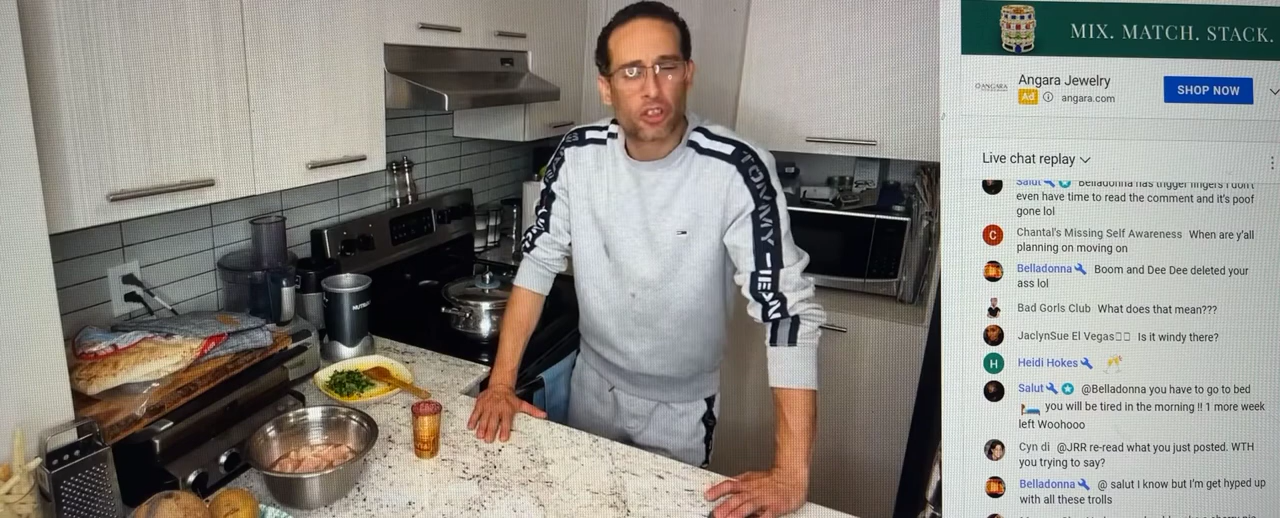 MIX. MATCH. STACK.
ANGARA
Angara Jewelry
Ad angara.com
SHOP NOW
Live chat replay
Salut Belladonna has trigger fingers I don't
even have time to read the comment and it's poof
gone lol
C
Chantal's Missing Self Awareness When are y'all
planning on moving on
Belladonna Boom and Dee Dee deleted your
ass lol
Bad Gorls Club What does that mean???
JaclynSue El Vegas Is it windy there?
H
Heidi Hokes
Salut @Belladonna you have to go to bed
you will be tired in the morning !! 1 more week
left Woohooo
Cyn di @JRR re-read what you just posted. WTH
you trying to say?
Belladonna @ salut I know but I'm get hyped up
with all these trolls
TOMMY JEANS